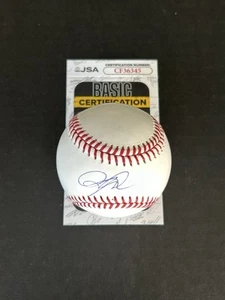 JSA
CERTIFICATION NUMBER
CF36345
BASIC
CERTIFICATION